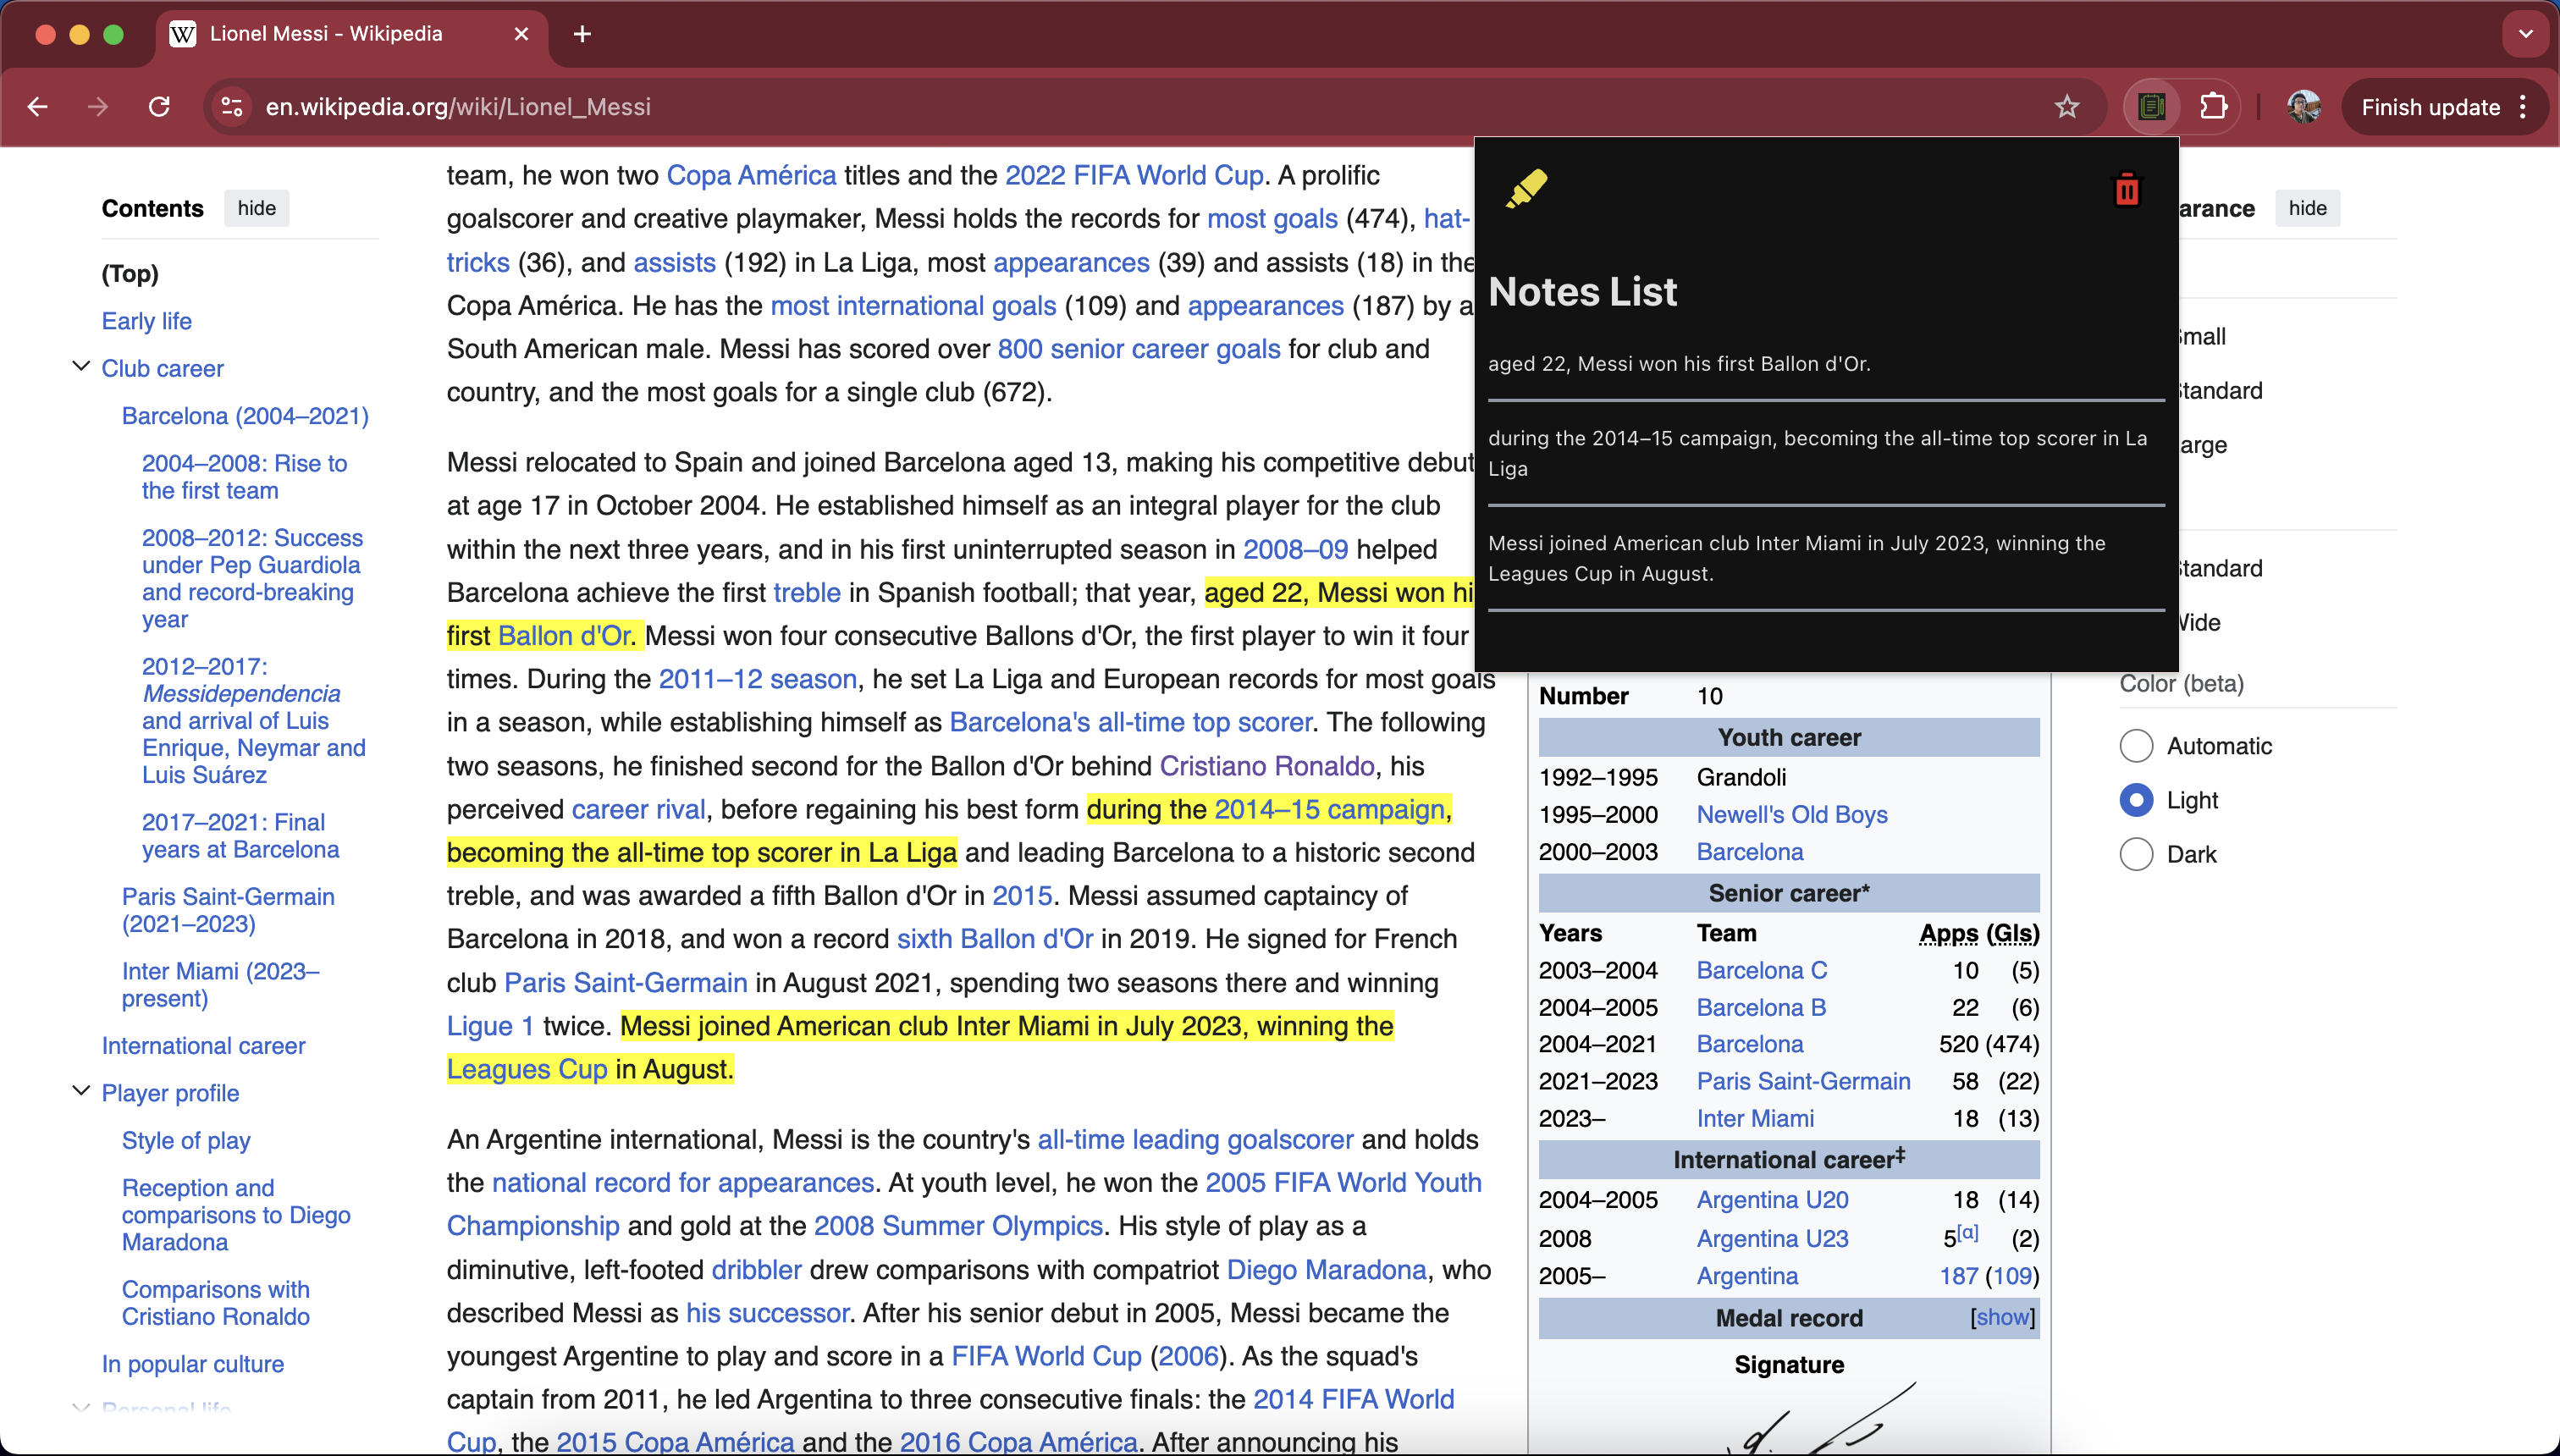 Lionel Messi - Wikipedia
en.wikipedia.org/wiki/Lionel_Messi
Finish update
Contents
hide
(Top)
Early life
Club career
Barcelona (2004–2021)
2004–2008: Rise to
the first team
2008–2012: Success
under Pep Guardiola
and record-breaking
year
2012–2017:
Messidependencia
and arrival of Luis
Enrique, Neymar and
Luis Suárez
2017–2021: Final
years at Barcelona
Paris Saint-Germain
(2021–2023)
Inter Miami (2023–
present)
International career
Player profile
Style of play
Reception and
comparisons to Diego
Maradona
Comparisons with
Cristiano Ronaldo
In popular culture
Personal life
team, he won two Copa América titles and the 2022 FIFA World Cup. A prolific
goalscorer and creative playmaker, Messi holds the records for most goals (474), hat-
tricks (36), and assists (192) in La Liga, most appearances (39) and assists (18) in the
Copa América. He has the most international goals (109) and appearances (187) by a
South American male. Messi has scored over 800 senior career goals for club and
country, and the most goals for a single club (672).
Messi relocated to Spain and joined Barcelona aged 13, making his competitive debut
at age 17 in October 2004. He established himself as an integral player for the club
within the next three years, and in his first uninterrupted season in 2008–09 helped
Barcelona achieve the first treble in Spanish football; that year, aged 22, Messi won hi
first Ballon d'Or. Messi won four consecutive Ballons d'Or, the first player to win it four
times. During the 2011–12 season, he set La Liga and European records for most goals
in a season, while establishing himself as Barcelona's all-time top scorer. The following
two seasons, he finished second for the Ballon d'Or behind Cristiano Ronaldo, his
perceived career rival, before regaining his best form during the 2014–15 campaign,
becoming the all-time top scorer in La Liga and leading Barcelona to a historic second
treble, and was awarded a fifth Ballon d'Or in 2015. Messi assumed captaincy of
Barcelona in 2018, and won a record sixth Ballon d'Or in 2019. He signed for French
club Paris Saint-Germain in August 2021, spending two seasons there and winning
Ligue 1 twice. Messi joined American club Inter Miami in July 2023, winning the
Leagues Cup in August.
An Argentine international, Messi is the country's all-time leading goalscorer and holds
the national record for appearances. At youth level, he won the 2005 FIFA World Youth
Championship and gold at the 2008 Summer Olympics. His style of play as a
diminutive, left-footed dribbler drew comparisons with compatriot Diego Maradona, who
described Messi as his successor. After his senior debut in 2005, Messi became the
youngest Argentine to play and score in a FIFA World Cup (2006). As the squad's
captain from 2011, he led Argentina to three consecutive finals: the 2014 FIFA World
Cup, the 2015 Copa América and the 2016 Copa América. After announcing his
Notes List
aged 22, Messi won his first Ballon d'Or.
during the 2014–15 campaign, becoming the all-time top scorer in La
Liga
Messi joined American club Inter Miami in July 2023, winning the
Leagues Cup in August.
Number 10
Youth career
1992–1995 Grandoli
1995–2000 Newell's Old Boys
2000–2003 Barcelona
Senior career*
Years Team Apps (Gls)
2003–2004 Barcelona C 10 (5)
2004–2005 Barcelona B 22 (6)
2004–2021 Barcelona 520 (474)
2021–2023 Paris Saint-Germain 58 (22)
2023– Inter Miami 18 (13)
International career‡
2004–2005 Argentina U20 18 (14)
2008 Argentina U23 5[a] (2)
2005– Argentina 187 (109)
Medal record [show]
Signature
arance
hide
mall
tandard
arge
tandard
ide
Color (beta)
Automatic
Light
Dark